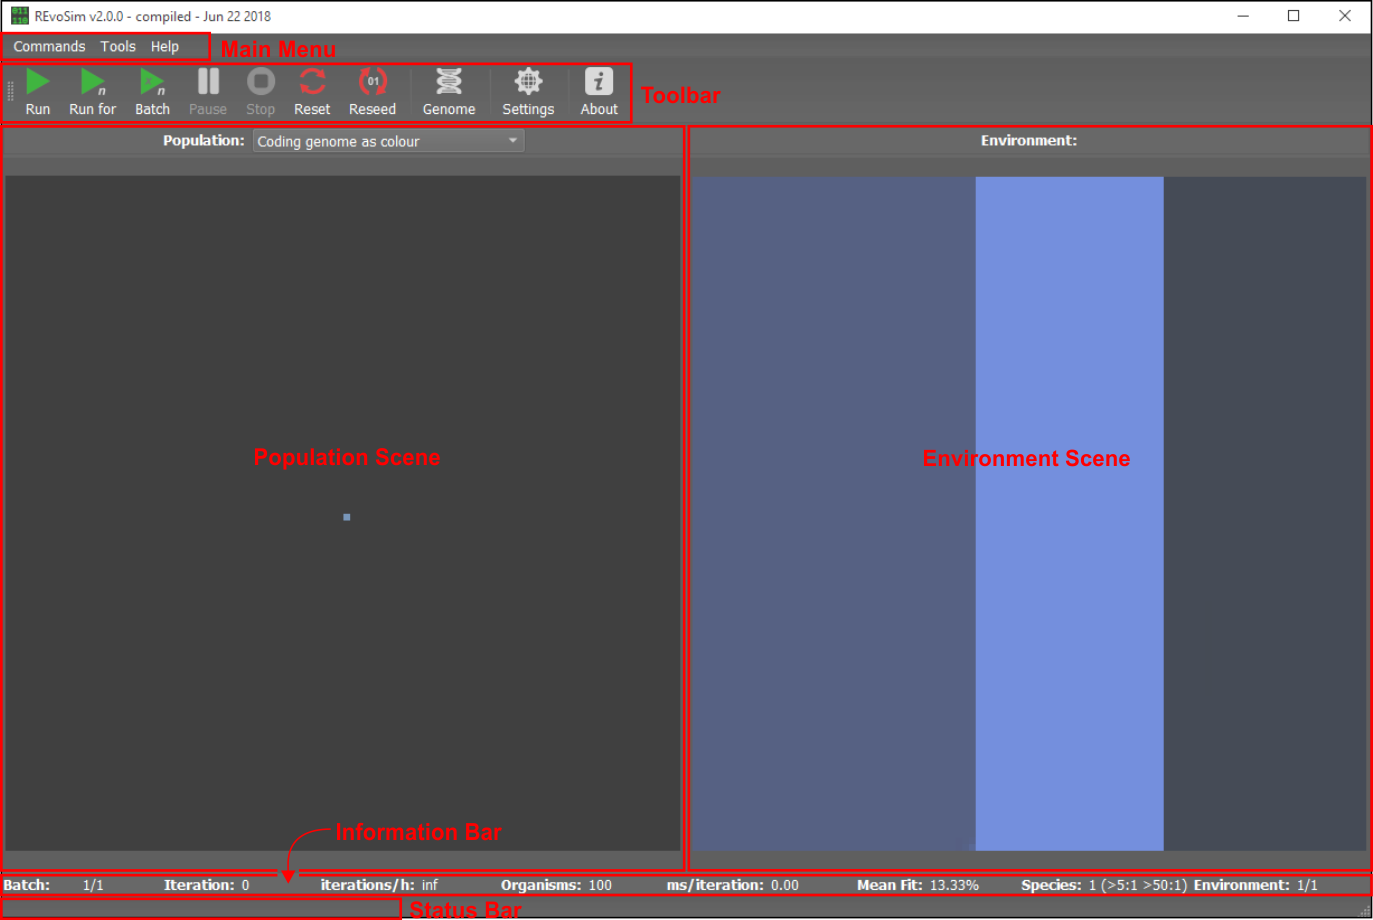 REvoSim v2.0.0 - compiled - Jun 22 2018
Commands Tools Help Main Menu
Run Run for Batch Pause Stop Reset Reseed Genome Settings About Toolbar
Population: Coding genome as colour Environment:
Population Scene Environment Scene
Information Bar
Batch: 1/1 Iteration: 0 iterations/h: inf Organisms: 100 ms/iteration: 0.00 Mean Fit: 13.33% Species: 1 (>5:1 >50:1) Environment: 1/1
Status Bar